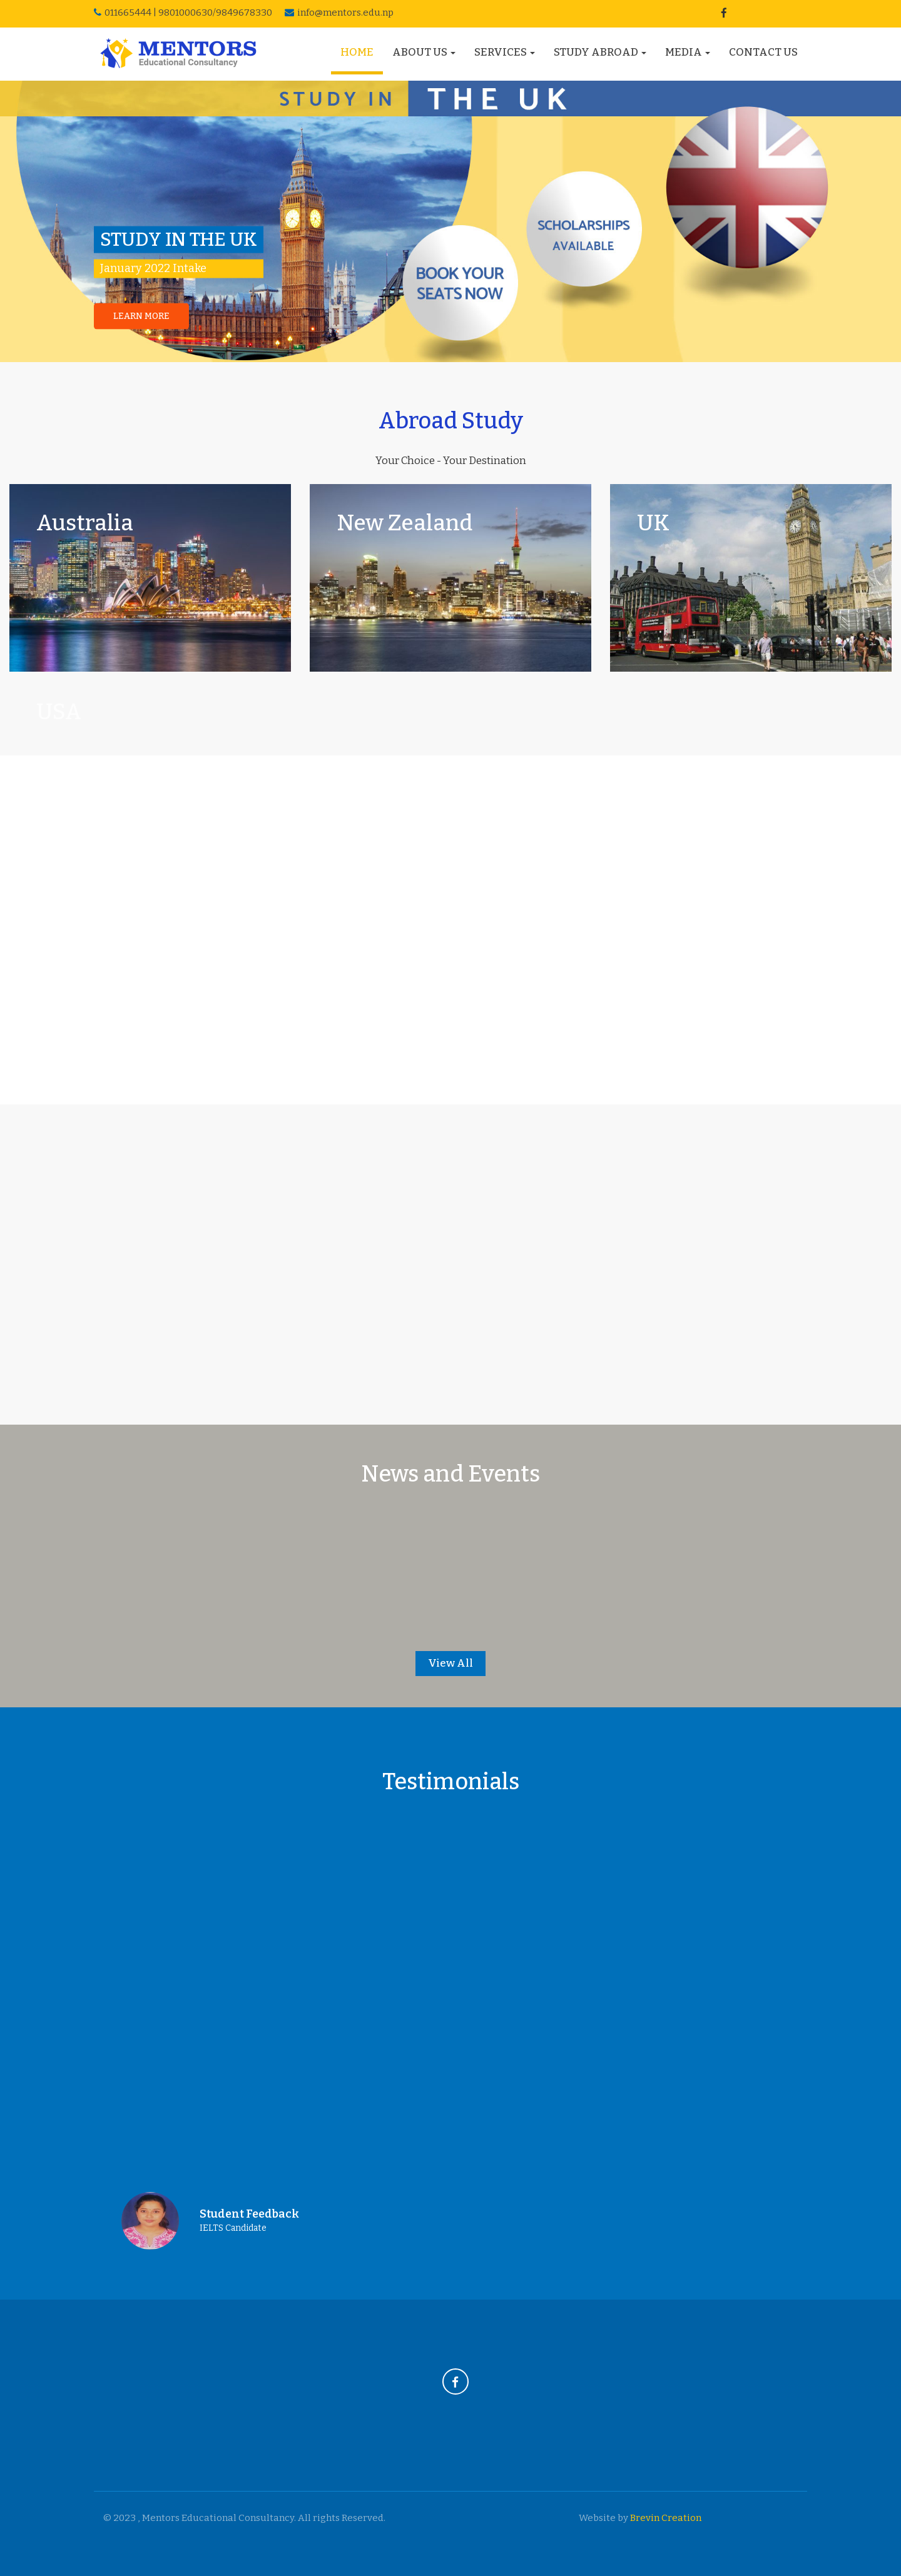 011665444 | 9801000630/9849678330 info@mentors.edu.np
MENTORS
Educational Consultancy
HOME ABOUT US SERVICES STUDY ABROAD MEDIA CONTACT US
STUDY IN THE UK
SCHOLARSHIPS
AVAILABLE
STUDY IN THE UK
January 2022 Intake
BOOK YOUR
SEATS NOW
LEARN MORE
Abroad Study
Your Choice - Your Destination
Australia
New Zealand
UK
USA
News and Events
View All
Testimonials
Student Feedback
IELTS Candidate
© 2023 , Mentors Educational Consultancy. All rights Reserved.
Website by Brevin Creation